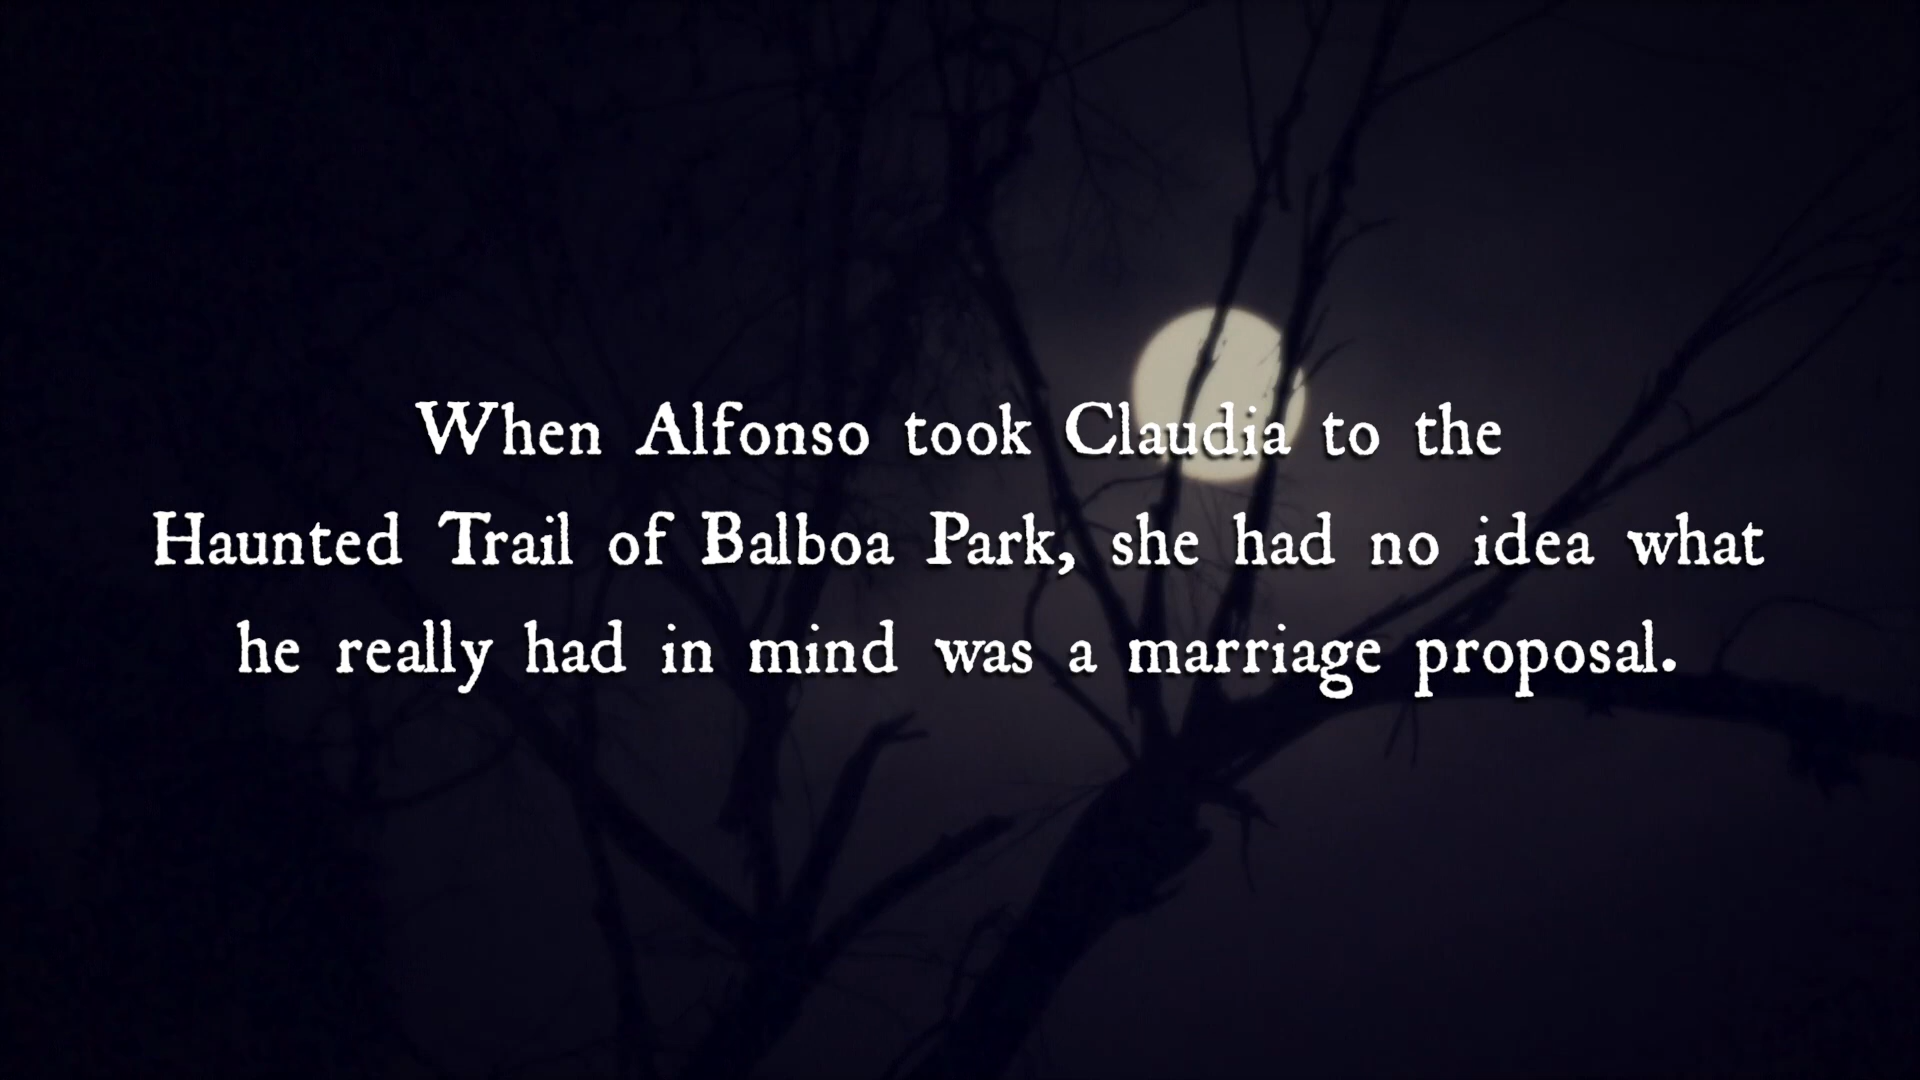 When Alfonso took Claudia to the
Haunted Trail of Balboa Park, she had no idea what
he really had in mind was a marriage proposal.